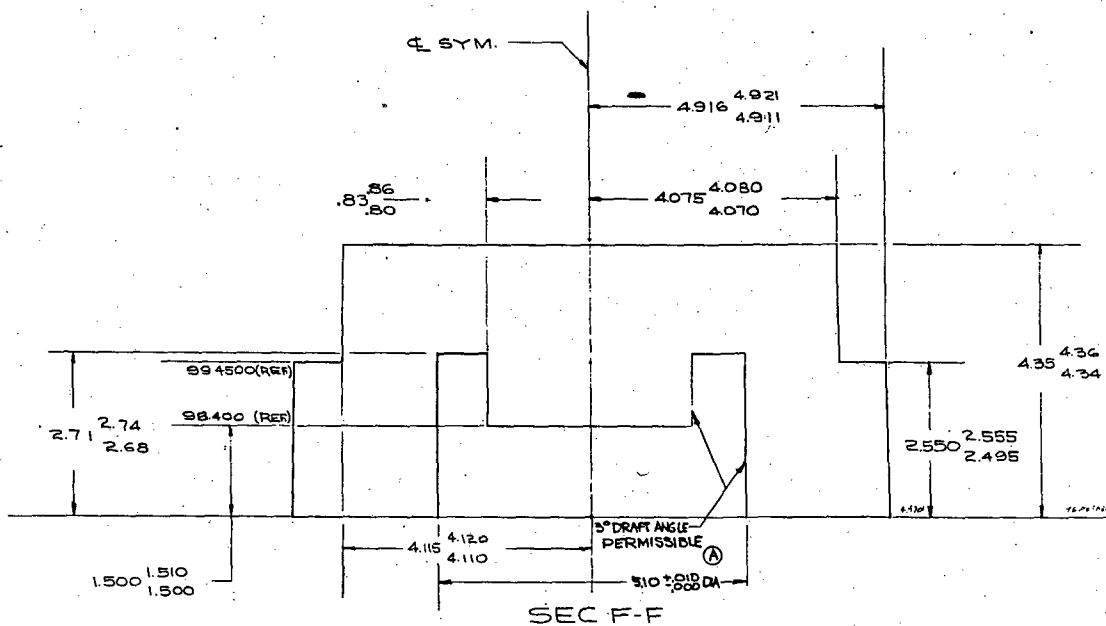 ℄ SYM.
4.916 4.921
4.911
.83 .86
.80
4.075 4.080
4.070
99 4500 (REF)
98.400 (REF)
2.71 2.74
2.68
4.35 4.36
4.34
2.550 2.555
2.495
3° DRAFT ANGLE
PERMISSIBLE A
4.115 4.120
4.110
1.500 1.510
1.500
5.10 +.010 DIA
-.000
SEC F-F